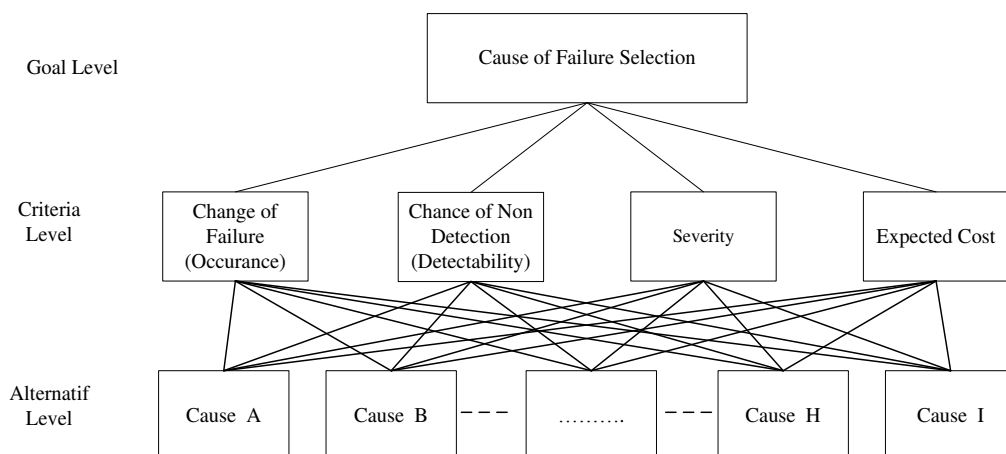 Goal Level
Cause of Failure Selection
Criteria
Level
Change of
Failure
(Occurance)
Chance of Non
Detection
(Detectability)
Severity
Expected Cost
Alternatif
Level
Cause A
Cause B
……….
Cause H
Cause I